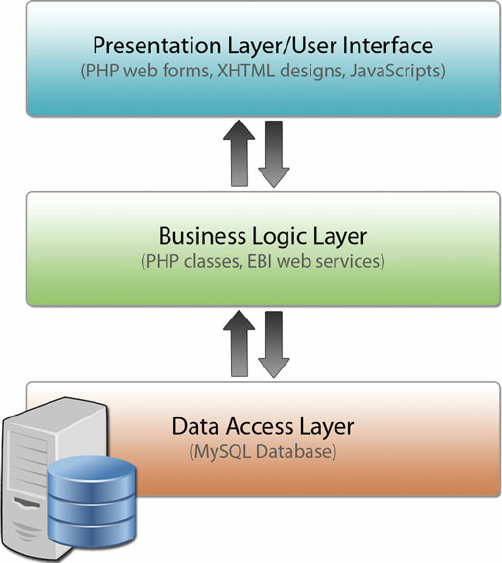 Presentation Layer/User Interface
(PHP web forms, XHTML designs, JavaScripts)
Business Logic Layer
(PHP classes, EBI web services)
Data Access Layer
(MySQL Database)